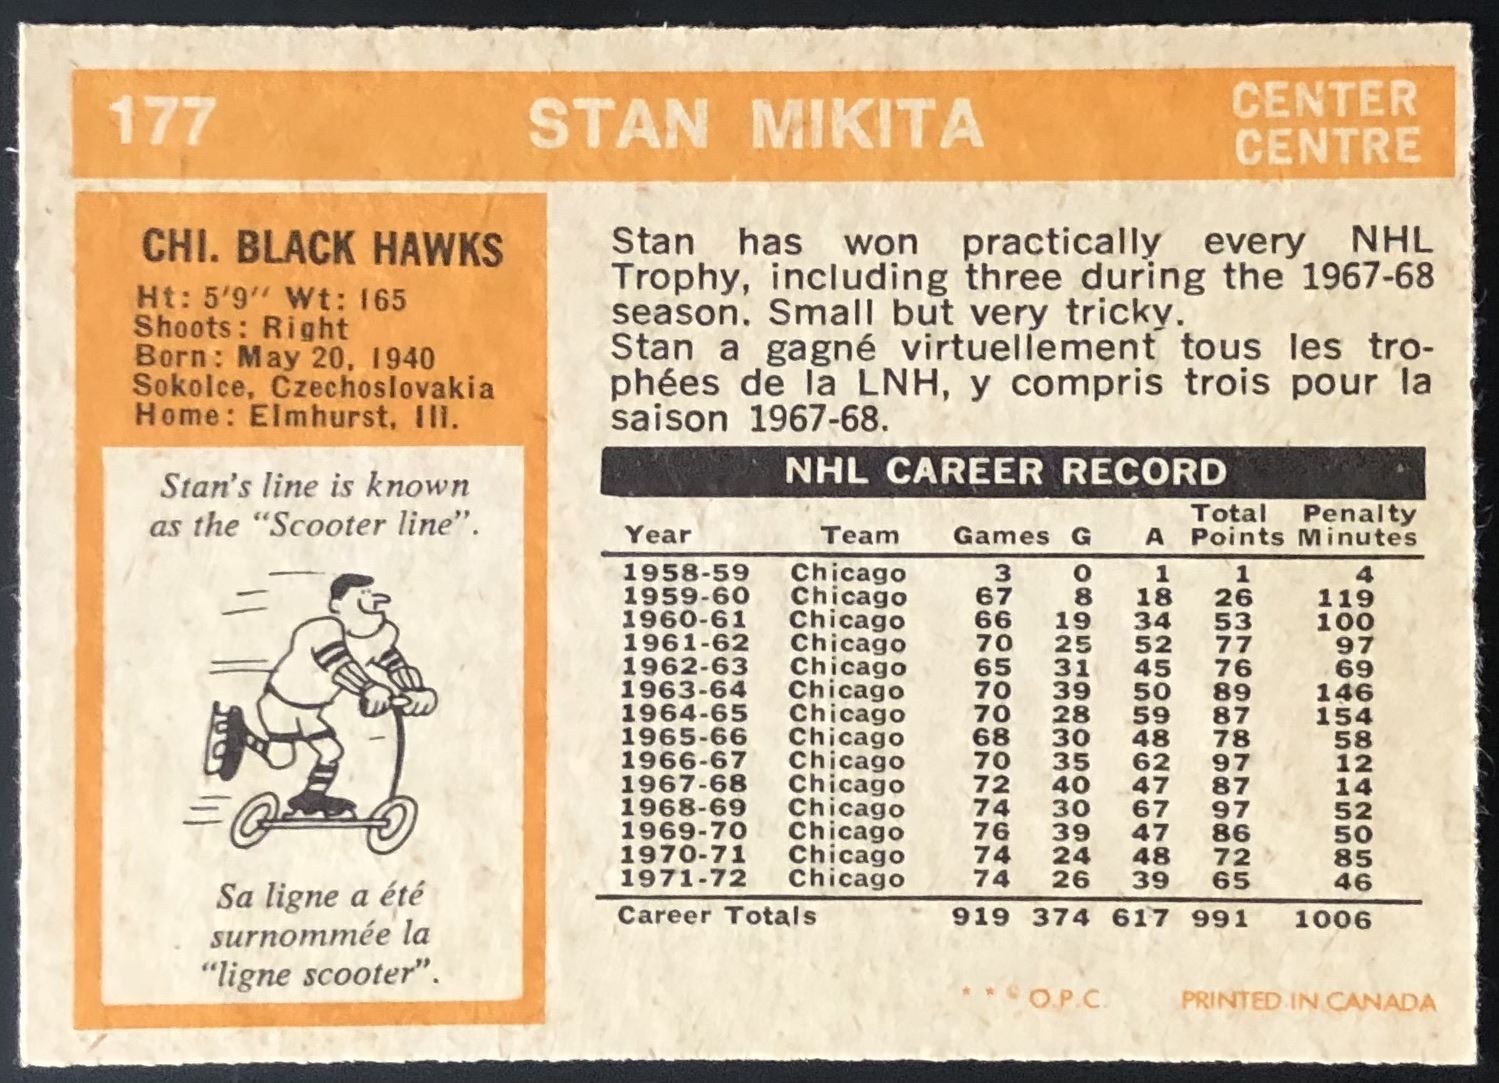 177 STAN MIKITA CENTER
CENTRE
CHI. BLACK HAWKS
Ht: 5'9" Wt: 165
Shoots: Right
Born: May 20, 1940
Sokolce, Czechoslovakia
Home: Elmhurst, Ill.
Stan's line is known
as the "Scooter line".
Sa ligne a été
surnommée la
"ligne scooter".
Stan has won practically every NHL
Trophy, including three during the 1967-68
season. Small but very tricky.
Stan a gagné virtuellement tous les tro-
phées de la LNH, y compris trois pour la
saison 1967-68.
NHL CAREER RECORD
Year Team Games G A Total Points Penalty Minutes
1958-59 Chicago 3 0 1 1 4
1959-60 Chicago 67 8 18 26 119
1960-61 Chicago 66 19 34 53 100
1961-62 Chicago 70 25 52 77 97
1962-63 Chicago 65 31 45 76 69
1963-64 Chicago 70 39 50 89 146
1964-65 Chicago 70 28 59 87 154
1965-66 Chicago 68 30 48 78 58
1966-67 Chicago 70 35 62 97 12
1967-68 Chicago 72 40 47 87 14
1968-69 Chicago 74 30 67 97 52
1969-70 Chicago 76 39 47 86 50
1970-71 Chicago 74 24 48 72 85
1971-72 Chicago 74 26 39 65 46
Career Totals 919 374 617 991 1006
* * © O.P.C. PRINTED IN CANADA